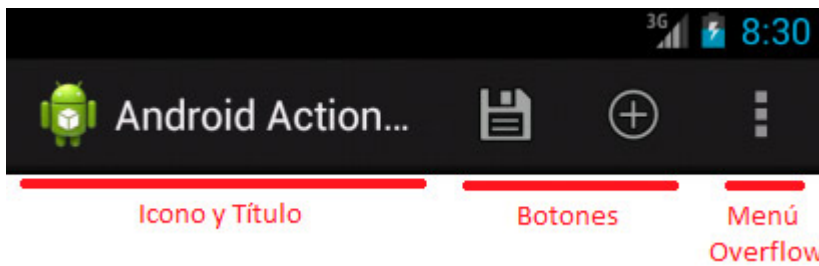 3G 8:30
Android Action...
Icono y Título Botones Menú
Overflow